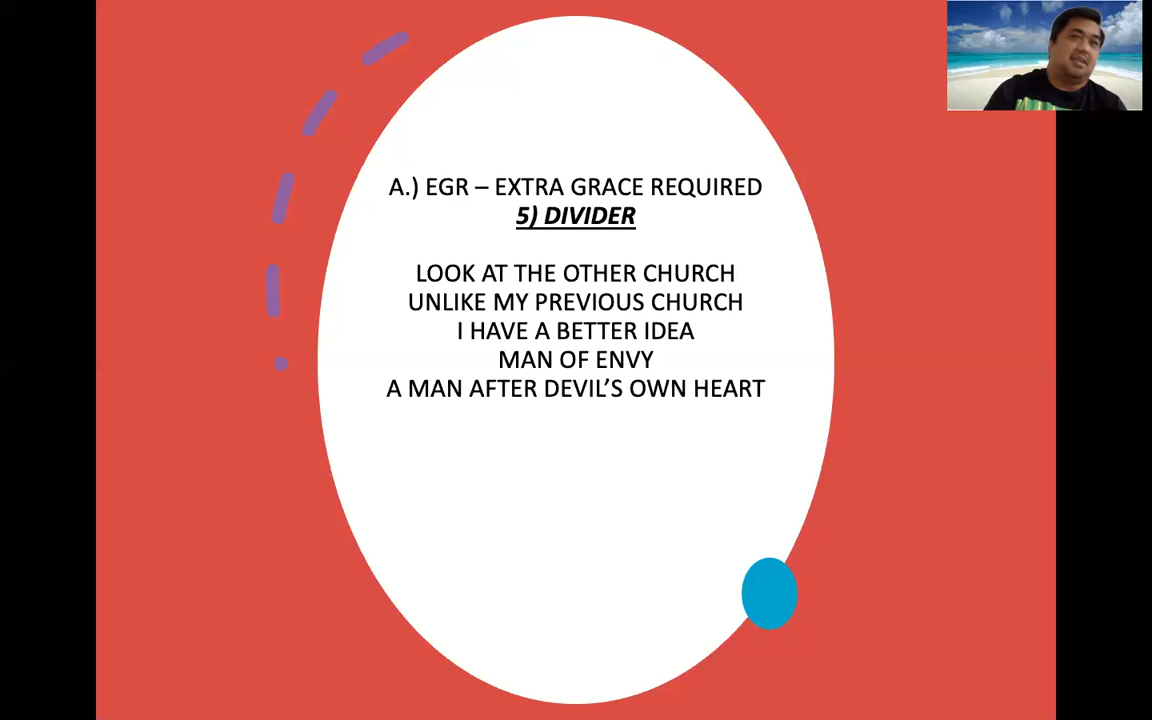 A.) EGR – EXTRA GRACE REQUIRED
5) DIVIDER
LOOK AT THE OTHER CHURCH
UNLIKE MY PREVIOUS CHURCH
I HAVE A BETTER IDEA
MAN OF ENVY
A MAN AFTER DEVIL’S OWN HEART